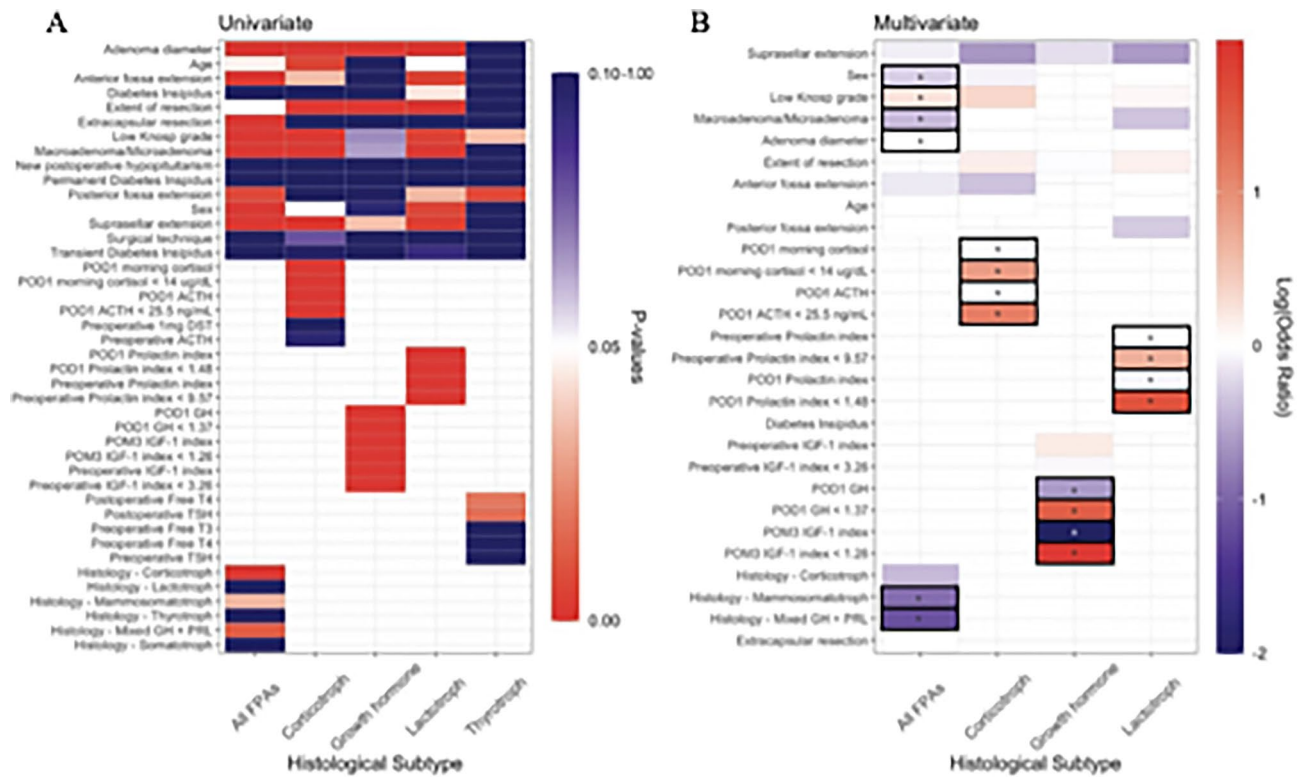 A
Univariate
Adenoma diameter
Age
Anterior fossa extension
Diabetes Insipidus
Extent of resection
Extracapsular resection
Low Knosp grade
Macroadenoma/Microadenoma
New postoperative hypopituitarism
Permanent Diabetes Insipidus
Posterior fossa extension
Sex
Suprasellar extension
Surgical technique
Transient Diabetes Insipidus
POD1 morning cortisol
POD1 morning cortisol < 14 ug/dL
POD1 ACTH
POD1 ACTH < 25.5 ng/mL
Preoperative 1mg DST
Preoperative ACTH
POD1 Prolactin index
POD1 Prolactin index < 1.48
Preoperative Prolactin index
Preoperative Prolactin index < 9.57
POD1 GH
POD1 GH < 1.37
POM3 IGF-1 index
POM3 IGF-1 index < 1.26
Preoperative IGF-1 index
Preoperative IGF-1 index < 3.26
Postoperative Free T4
Postoperative TSH
Preoperative Free T3
Preoperative Free T4
Preoperative TSH
Histology - Corticotroph
Histology - Lactotroph
Histology - Mammosomatotroph
Histology - Thyrotroph
Histology - Mixed GH + PRL
Histology - Somatotroph
All FPAs
Corticotroph
Growth hormone
Lactotroph
Thyrotroph
Histological Subtype
0.10-1.00
0.05
0.00
P-values
B
Multivariate
Suprasellar extension
Sex
Low Knosp grade
Macroadenoma/Microadenoma
Adenoma diameter
Extent of resection
Anterior fossa extension
Age
Posterior fossa extension
POD1 morning cortisol
POD1 morning cortisol < 14 ug/dL
POD1 ACTH
POD1 ACTH < 25.5 ng/mL
Preoperative Prolactin index
Preoperative Prolactin index < 9.57
POD1 Prolactin index
POD1 Prolactin index < 1.48
Diabetes Insipidus
Preoperative IGF-1 index
Preoperative IGF-1 index < 3.26
POD1 GH
POD1 GH < 1.37
POM3 IGF-1 index
POM3 IGF-1 index < 1.26
Histology - Corticotroph
Histology - Mammosomatotroph
Histology - Mixed GH + PRL
Extracapsular resection
All FPAs
Corticotroph
Growth hormone
Lactotroph
Histological Subtype
1
0
-1
-2
Log(Odds Ratio)